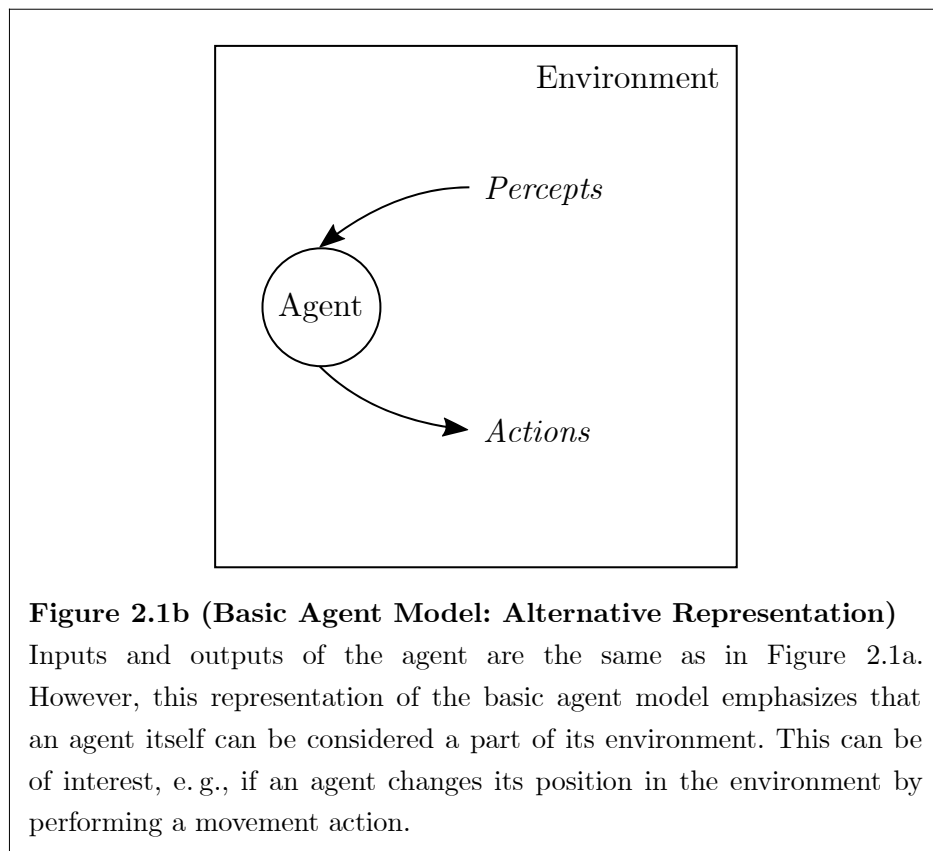 Environment
Percepts
Agent
Actions
Figure 2.1b (Basic Agent Model: Alternative Representation)
Inputs and outputs of the agent are the same as in Figure 2.1a.
However, this representation of the basic agent model emphasizes that
an agent itself can be considered a part of its environment. This can be
of interest, e. g., if an agent changes its position in the environment by
performing a movement action.